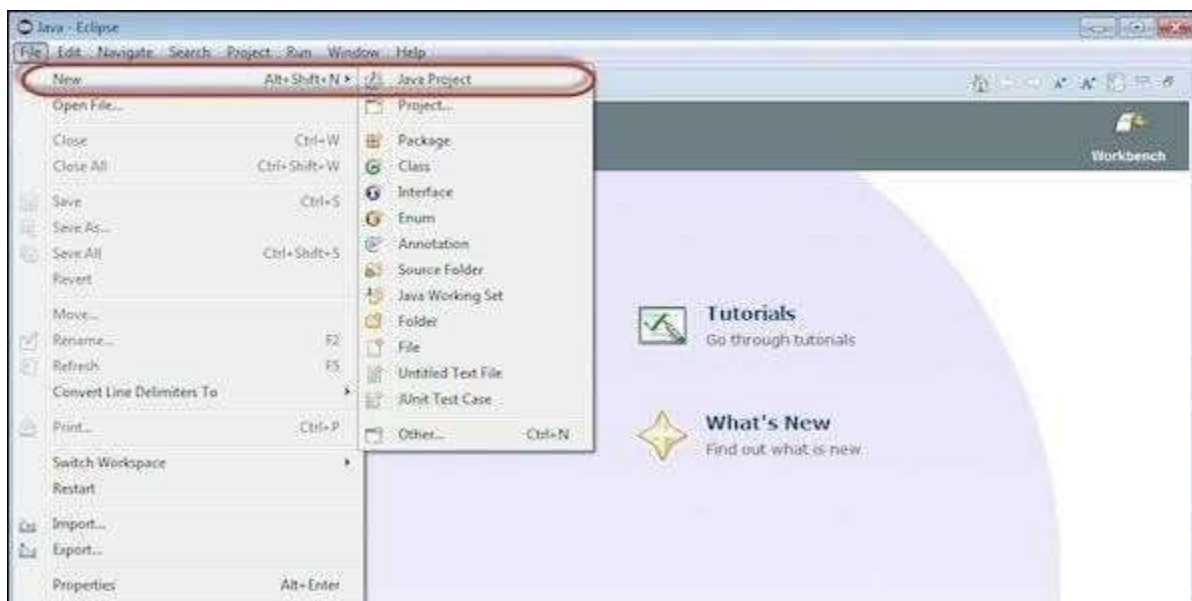 Java - Eclipse
File Edit Navigate Search Project Run Window Help
New Alt+Shift+N
Open File...
Close Ctrl+W
Close All Ctrl+Shift+W
Save Ctrl+S
Save As...
Save All Ctrl+Shift+S
Revert
Move...
Rename... F2
Refresh F5
Convert Line Delimiters To
Print... Ctrl+P
Switch Workspace
Restart
Import...
Export...
Properties Alt+Enter
Java Project
Project...
Package
Class
Interface
Enum
Annotation
Source Folder
Java Working Set
Folder
File
Untitled Text File
JUnit Test Case
Other... Ctrl+N
Workbench
Tutorials
Go through tutorials
What's New
Find out what is new